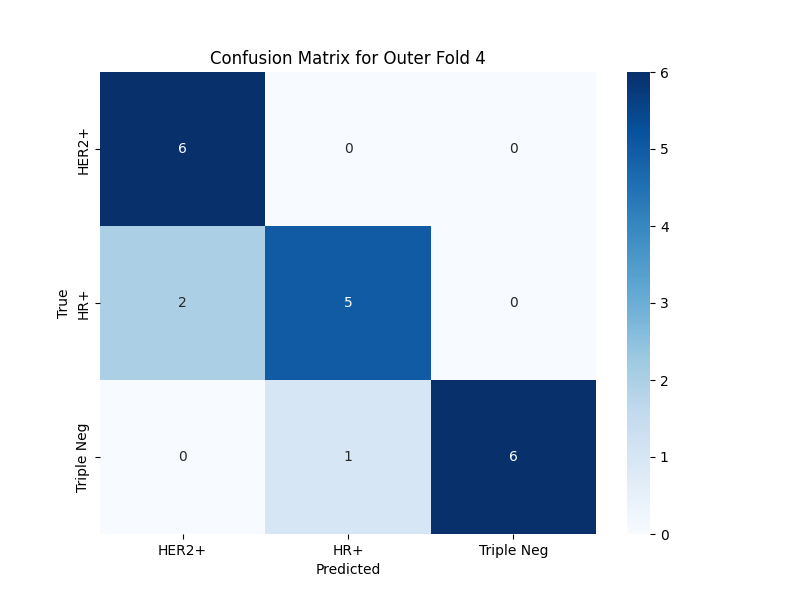 Confusion Matrix for Outer Fold 4
True
HER2+
6
0
0
HR+
2
5
0
Triple Neg
0
1
6
HER2+
HR+
Triple Neg
Predicted
6
5
4
3
2
1
0